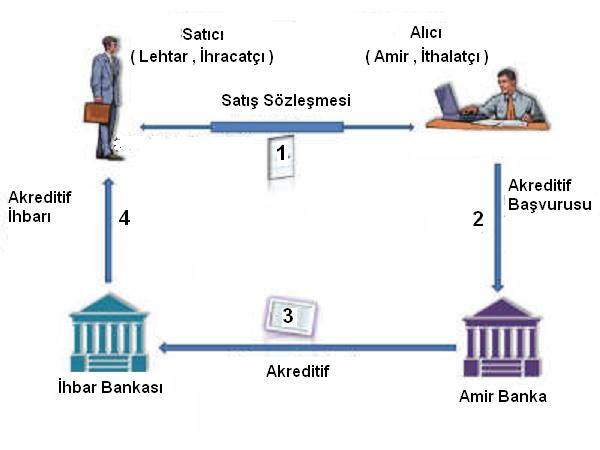 Satıcı
( Lehtar , İhracatçı )
Alıcı
( Amir , İthalatçı )
Satış Sözleşmesi
1.
Akreditif
İhbarı
4
Akreditif
Başvurusu
2
3
Akreditif
İhbar Bankası
Amir Banka